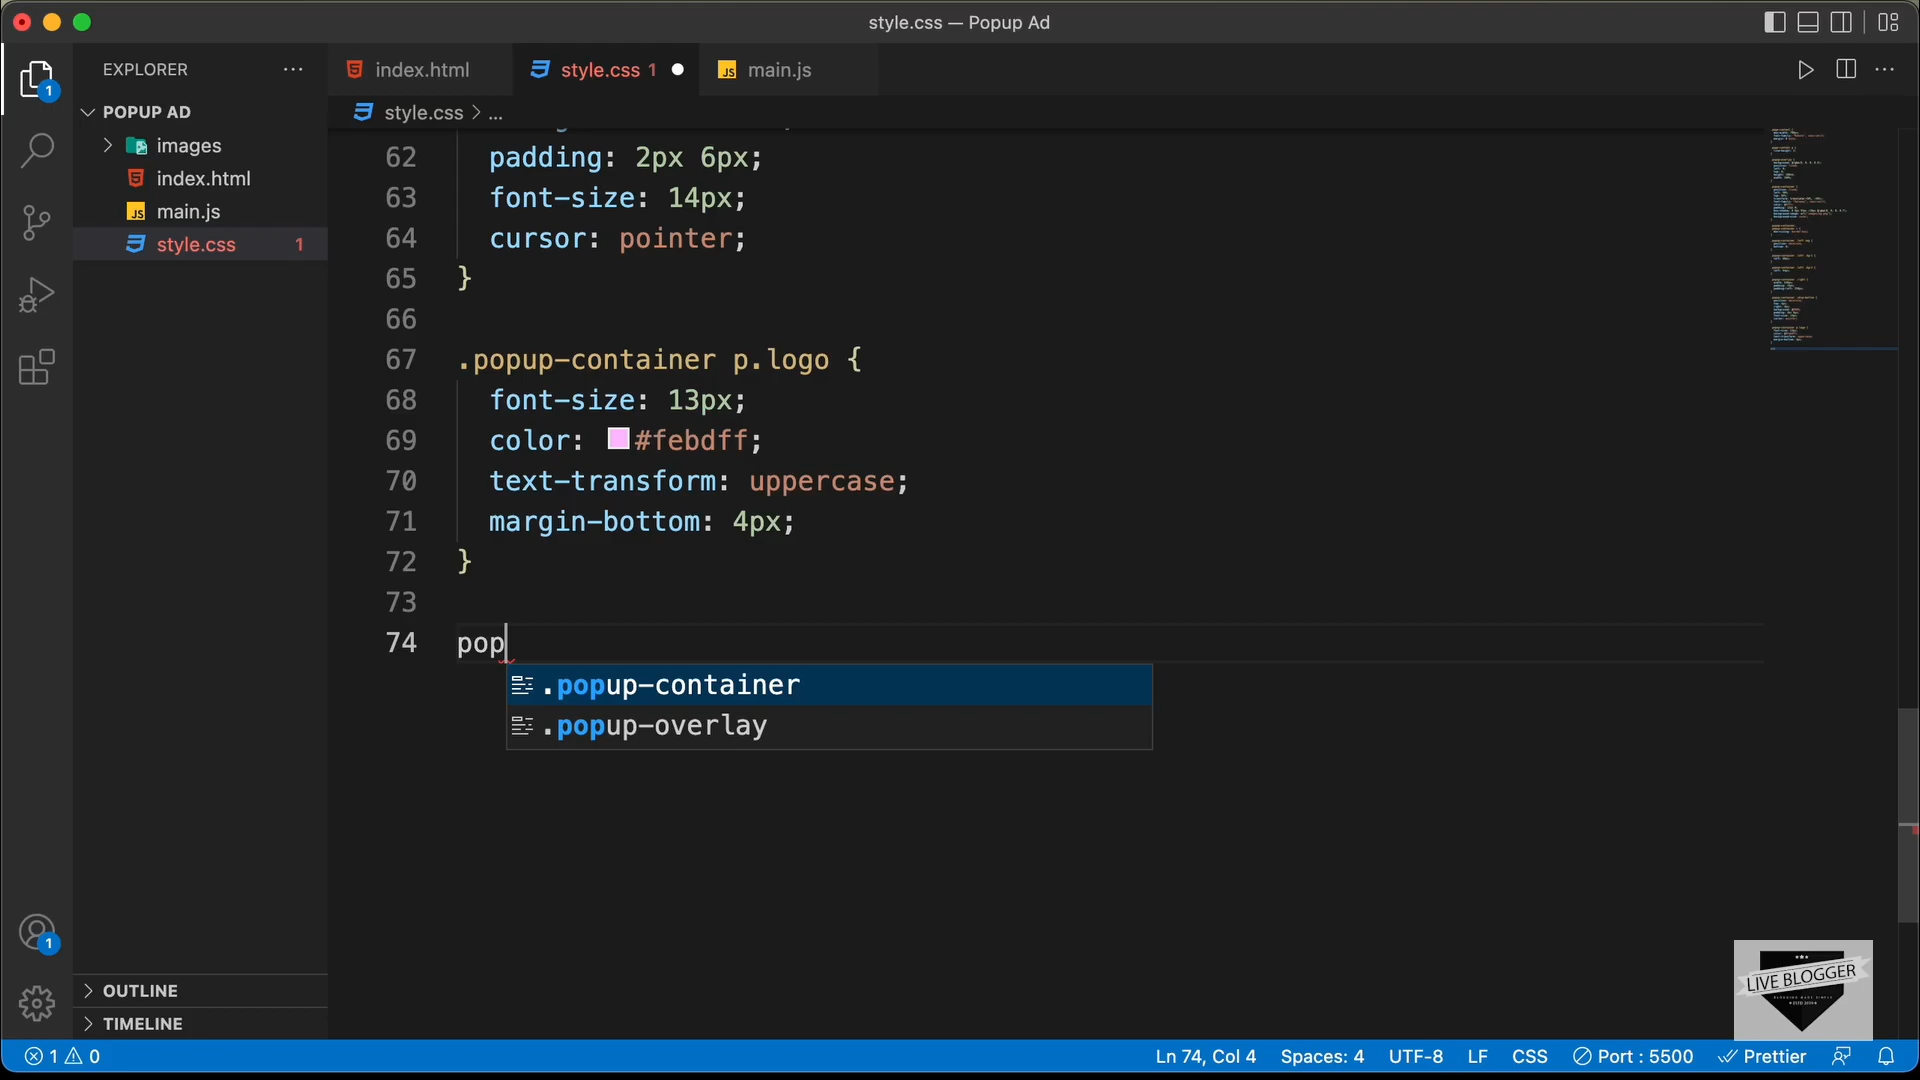 style.css — Popup Ad
EXPLORER
index.html
style.css 1
main.js
1
POPUP AD
style.css > ...
images
index.html
main.js
style.css 1
62 padding: 2px 6px;
63 font-size: 14px;
64 cursor: pointer;
65 }
66
67 .popup-container p.logo {
68 font-size: 13px;
69 color: #febdff;
70 text-transform: uppercase;
71 margin-bottom: 4px;
72 }
73
74 pop
.popup-container
.popup-overlay
1
OUTLINE
TIMELINE
LIVE BLOGGER
1 0
Ln 74, Col 4
Spaces: 4
UTF-8
LF
CSS
Port : 5500
Prettier